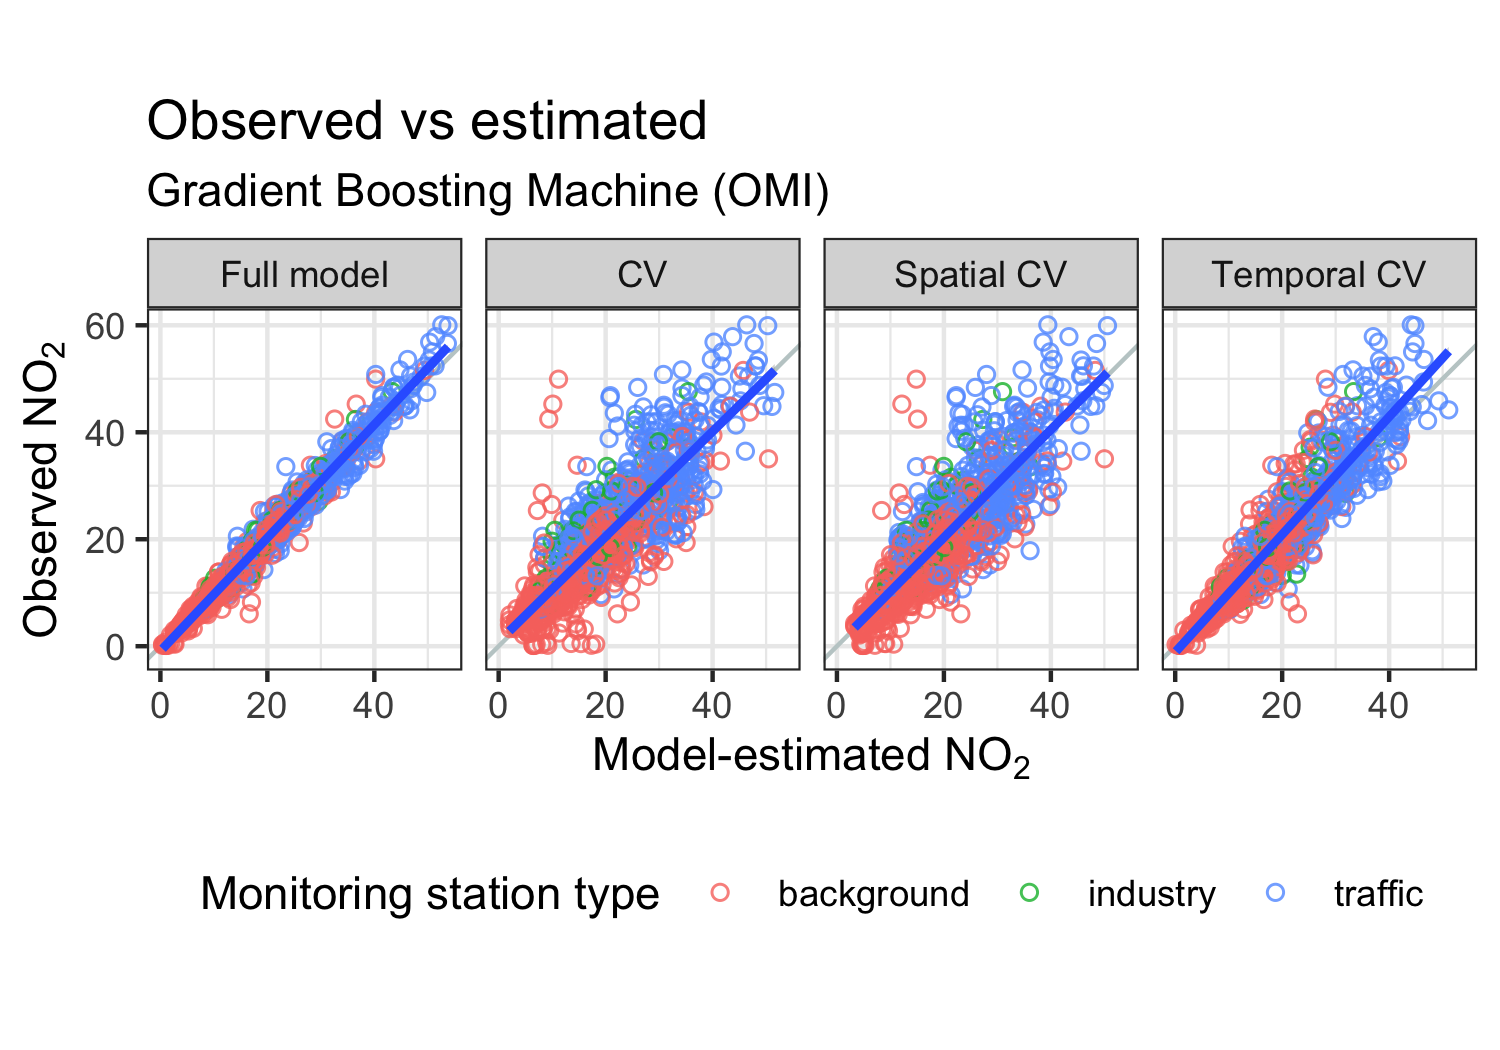 Observed vs estimated
Gradient Boosting Machine (OMI)
Full model CV Spatial CV Temporal CV
60
40
20
0
Observed NO₂
0 20 40 0 20 40 0 20 40 0 20 40
Model-estimated NO₂
Monitoring station type background industry traffic